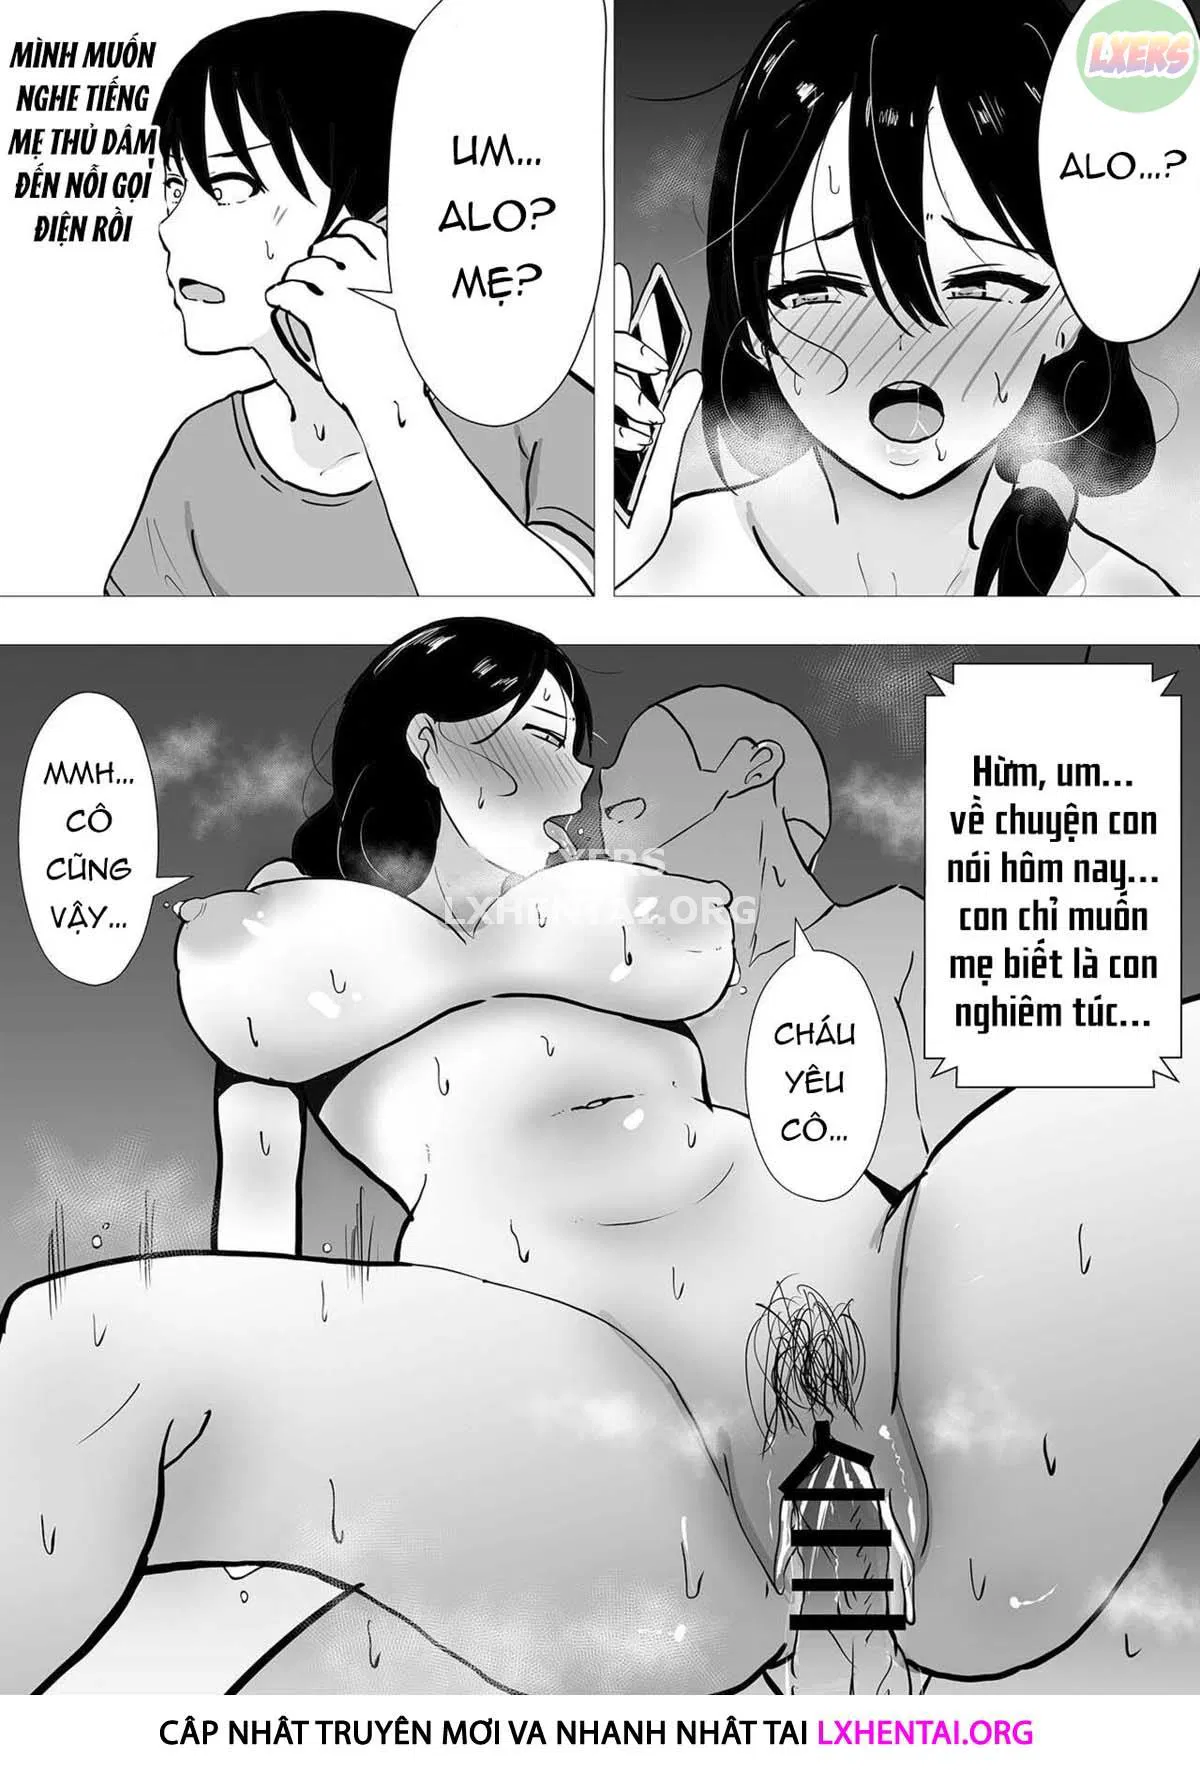 MÌNH MUỐN
NGHE TIẾNG
MẸ THỦ DÂM
ĐẾN NỖI GỌI
ĐIỆN RỒI
UM...
ALO?
MẸ?
ALO...?
LXERS
MMH...
CÔ
CŨNG
VẬY...
Hừm, um...
về chuyện con
nói hôm nay...
con chỉ muốn
mẹ biết là con
nghiêm túc...
LXERS
LXHENTAI.ORG
CHÁU
YÊU
CÔ...
CẬP NHẬT TRUYỆN MỚI VÀ NHANH NHẤT TẠI LXHENTAI.ORG